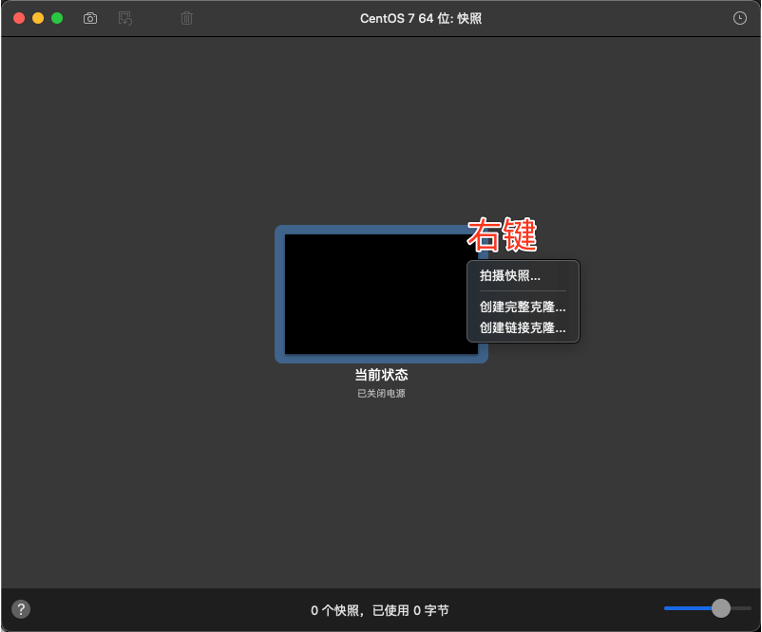 CentOS 7 64 位: 快照
右键
拍摄快照...
创建完整克隆...
创建链接克隆...
当前状态
已关闭电源
?
0 个快照，已使用 0 字节